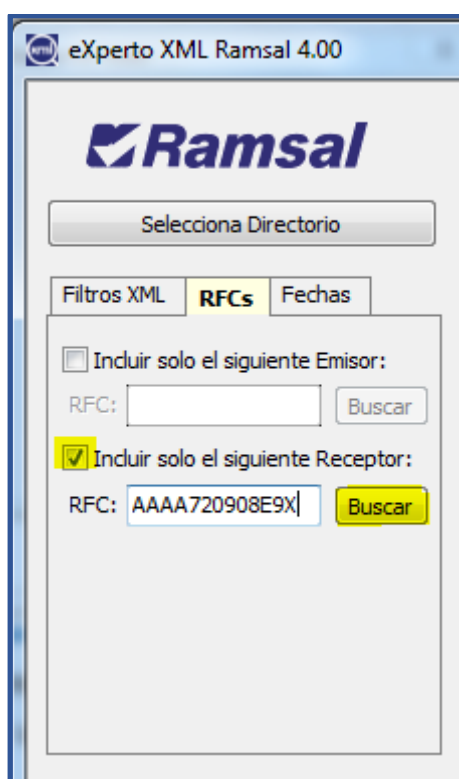 eXperto XML Ramsal 4.00
Ramsal
Selecciona Directorio
Filtros XML RFCs Fechas
Incluir solo el siguiente Emisor:
RFC: Buscar
Incluir solo el siguiente Receptor:
RFC: AAAA720908E9X Buscar